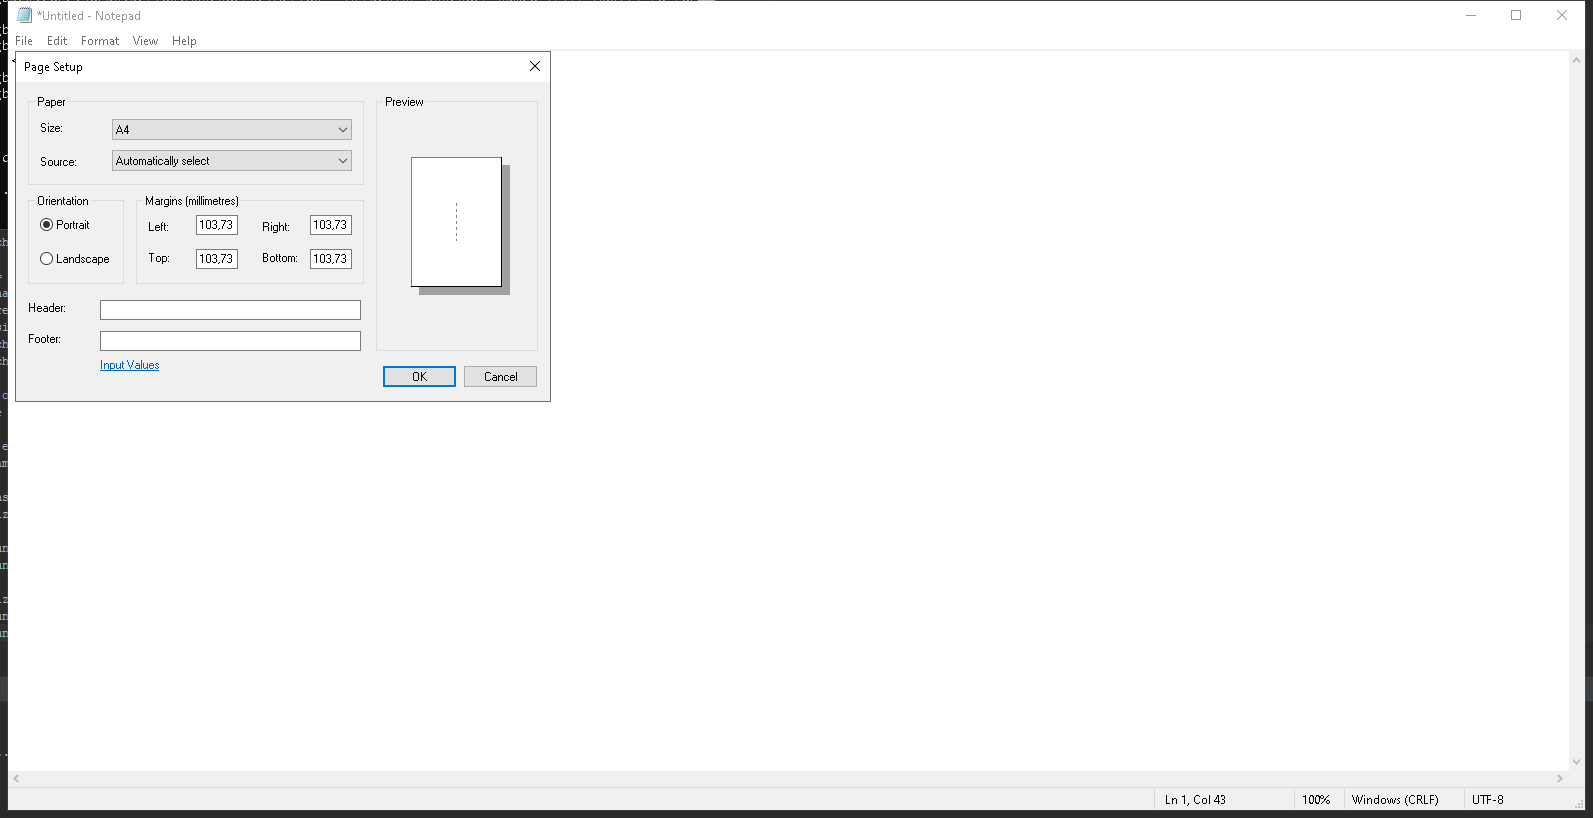 *Untitled - Notepad
File Edit Format View Help
Page Setup
Paper
Size: A4
Source: Automatically select
Preview
Orientation
Portrait
Landscape
Margins (millimetres)
Left: 103,73 Right: 103,73
Top: 103,73 Bottom: 103,73
Header:
Footer:
Input Values
OK Cancel
Ln 1, Col 43 100% Windows (CRLF) UTF-8